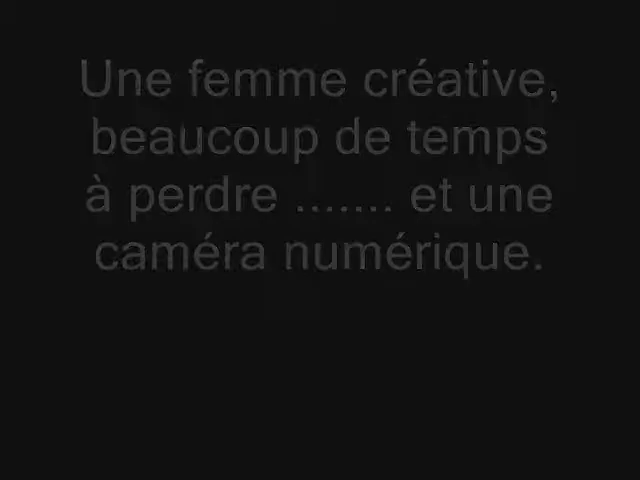 Une femme créative,
beaucoup de temps
à perdre ....... et une
caméra numérique.